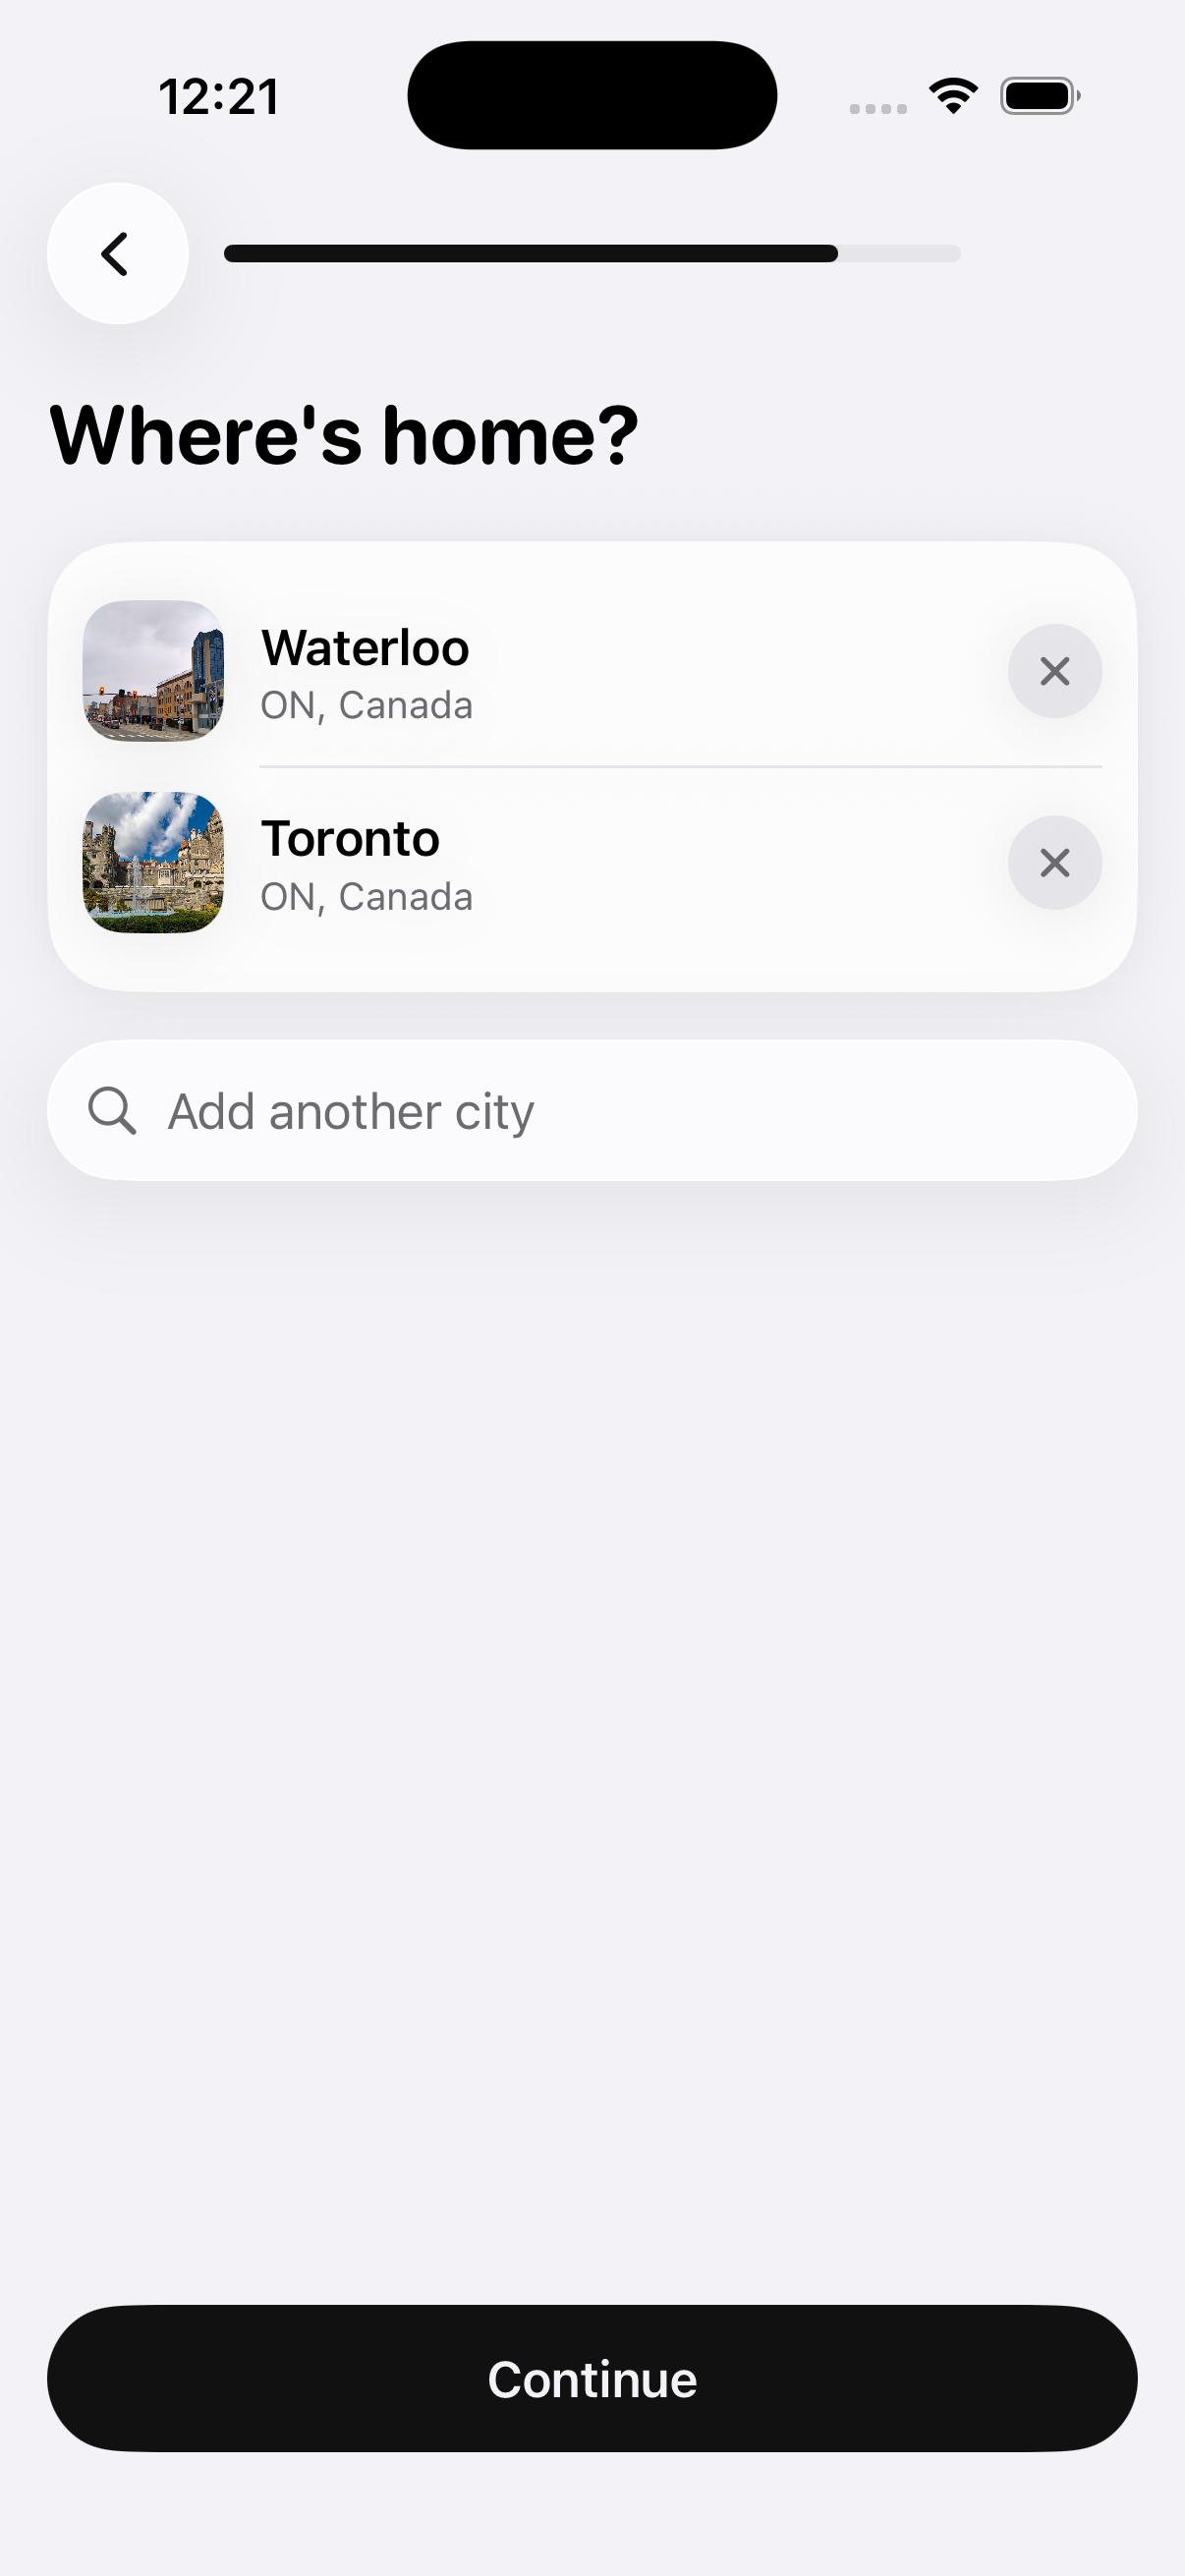 12:21
Where's home?
Waterloo
ON, Canada
Toronto
ON, Canada
Add another city
Continue